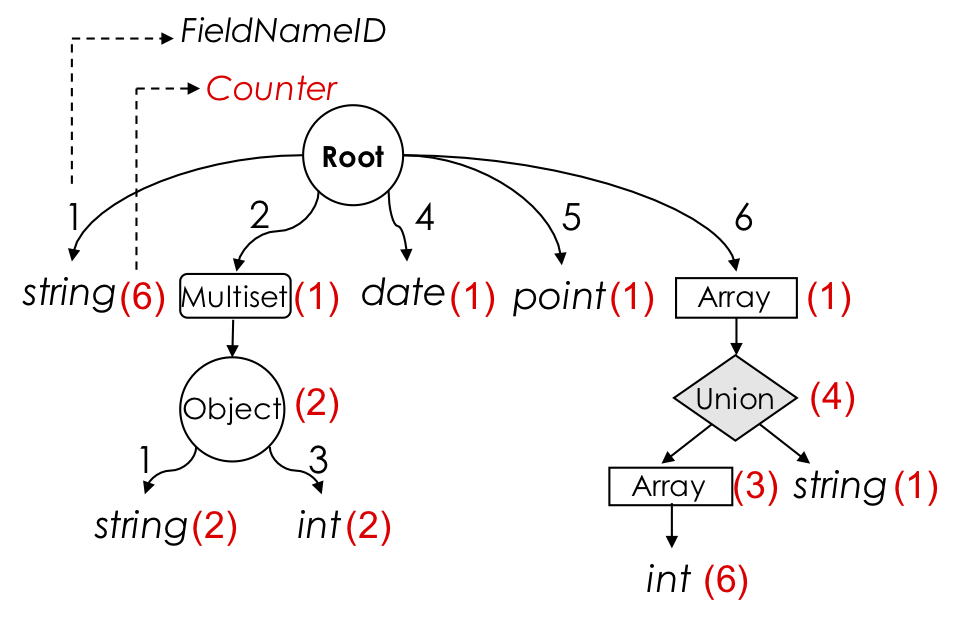 FieldNameID
Counter
Root
1 2 4 5 6
string (6) Multiset (1) date (1) point (1) Array (1)
Object (2) Union (4)
1 3
Array (3) string (1)
string (2) int (2)
int (6)